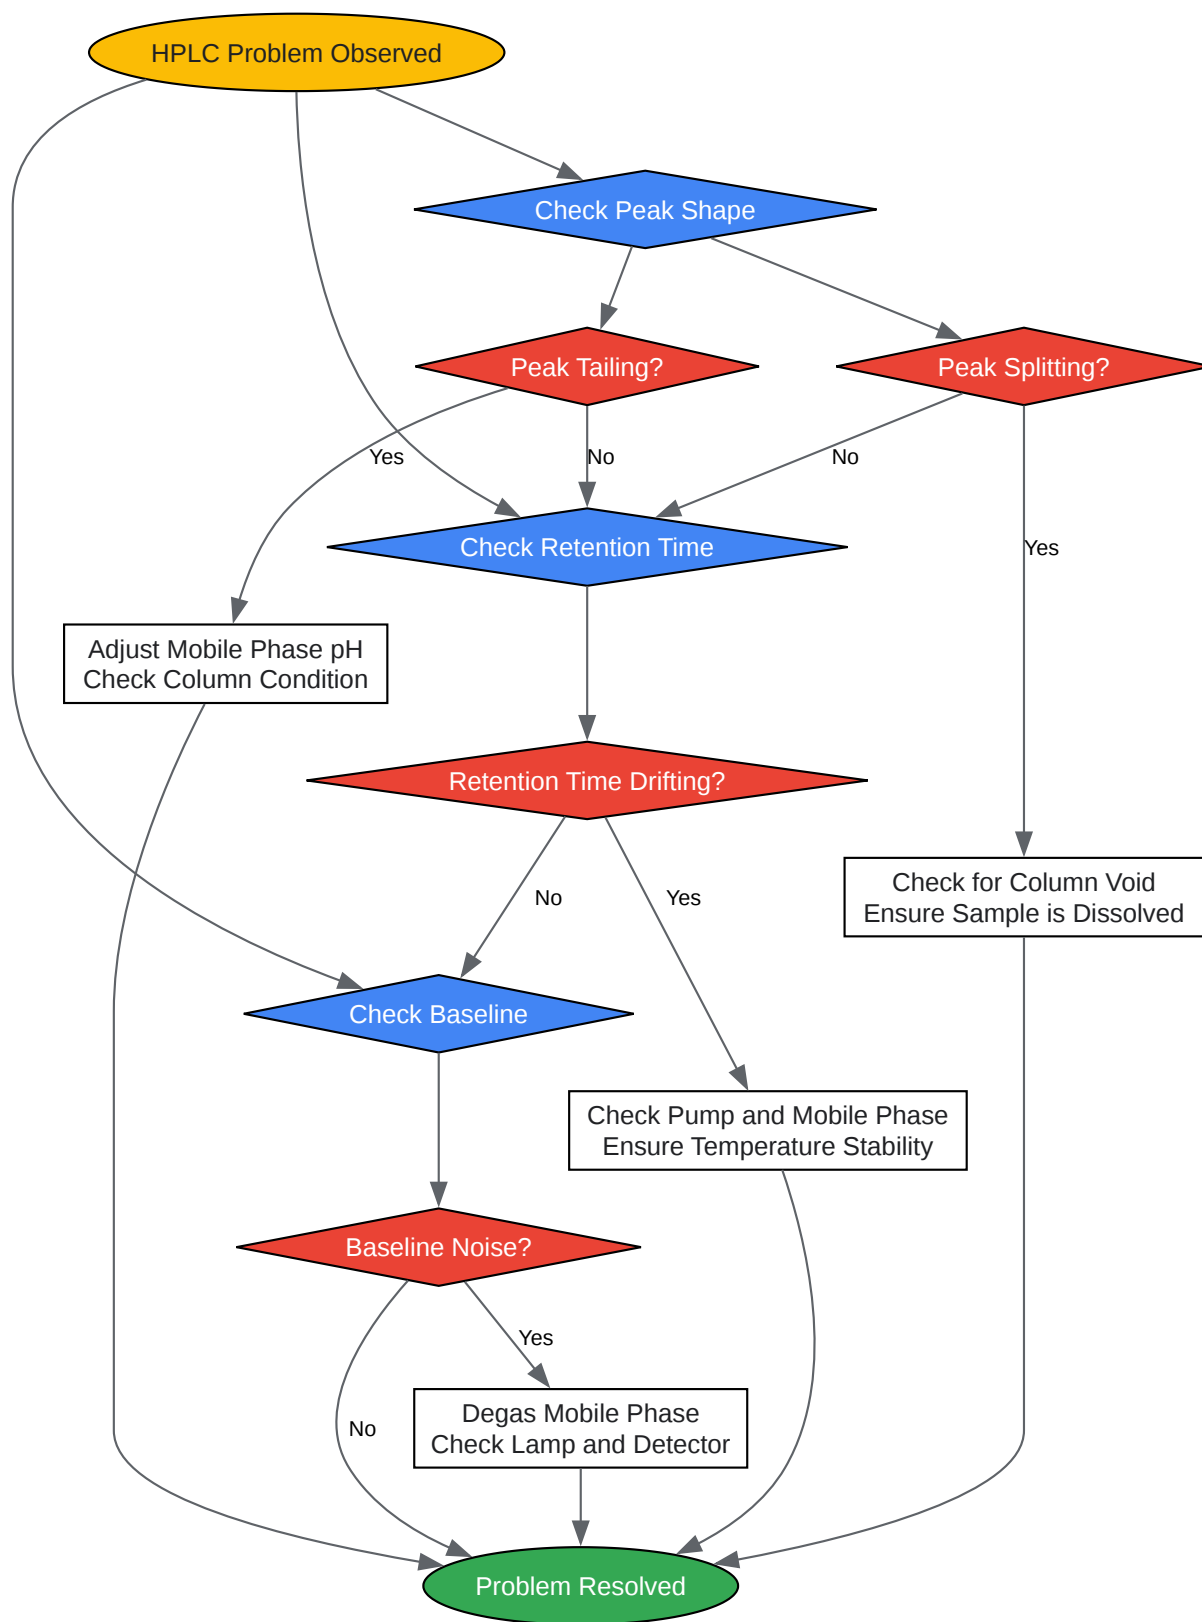 HPLC Problem Observed
Check Peak Shape
Peak Tailing?
Peak Splitting?
Yes
No
No
Check Retention Time
Yes
Adjust Mobile Phase pH
Check Column Condition
Retention Time Drifting?
Check for Column Void
Ensure Sample is Dissolved
No
Yes
Check Baseline
Check Pump and Mobile Phase
Ensure Temperature Stability
Baseline Noise?
Yes
No
Degas Mobile Phase
Check Lamp and Detector
Problem Resolved